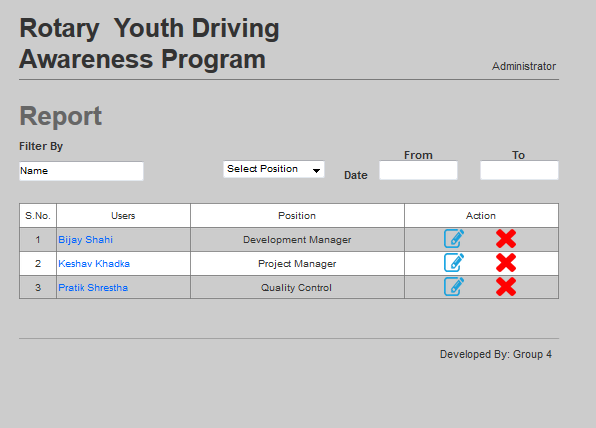 Rotary Youth Driving
Awareness Program
Administrator
Report
Filter By
Name
Select Position
Date
From
To
S.No. Users Position Action
1 Bijay Shahi Development Manager
2 Keshav Khadka Project Manager
3 Pratik Shrestha Quality Control
Developed By: Group 4